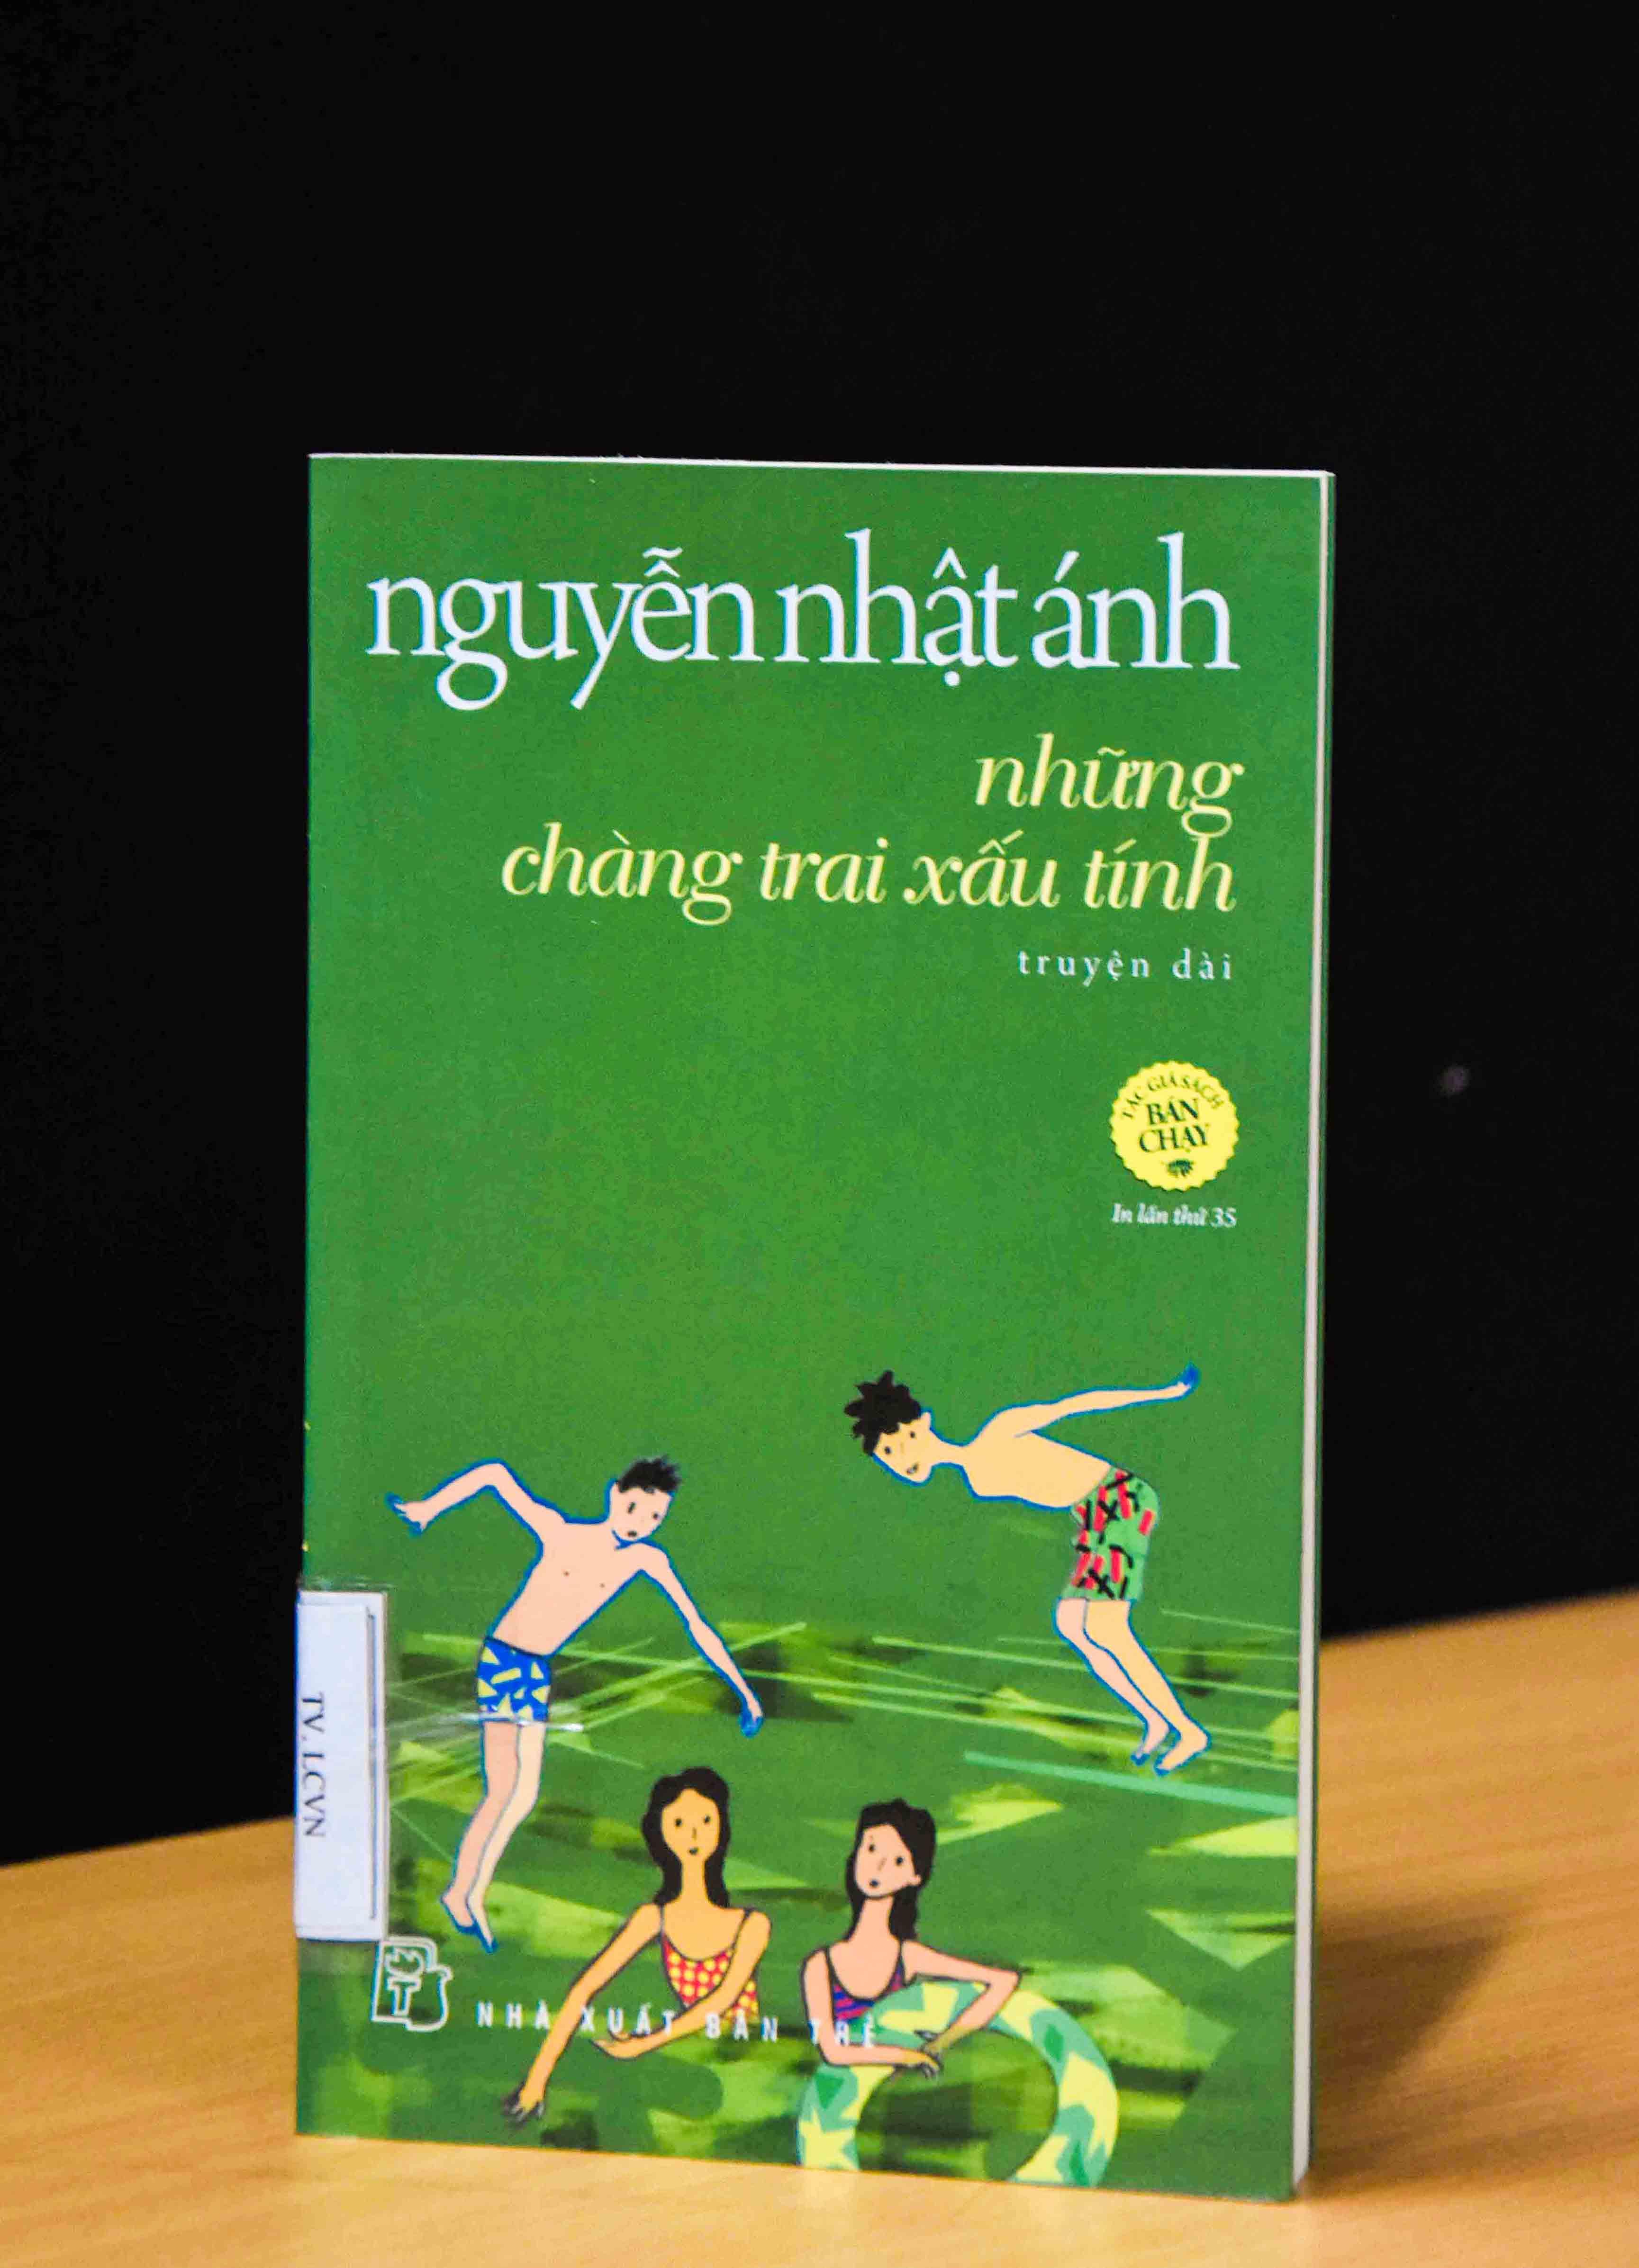 nguyễn nhật ánh
những
chàng trai xấu tính
truyện dài
TÁC GIẢ SÁCH
BÁN
CHẠY
In lần thứ 35
TV.LCVN
NHÀ XUẤT BẢN TRẺ